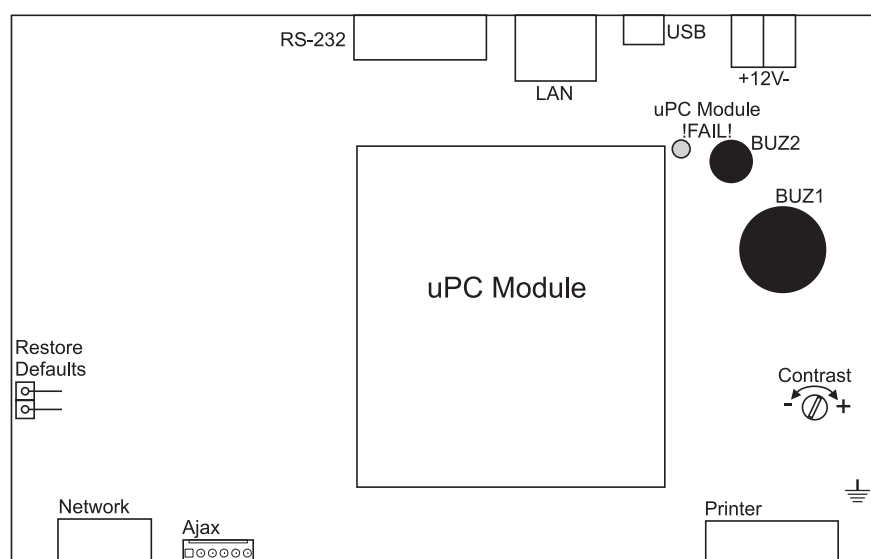 RS-232
USB
LAN
+12V-
uPC Module
!FAIL!
BUZ2
BUZ1
uPC Module
Restore
Defaults
Contrast
- +
Network
Ajax
Printer